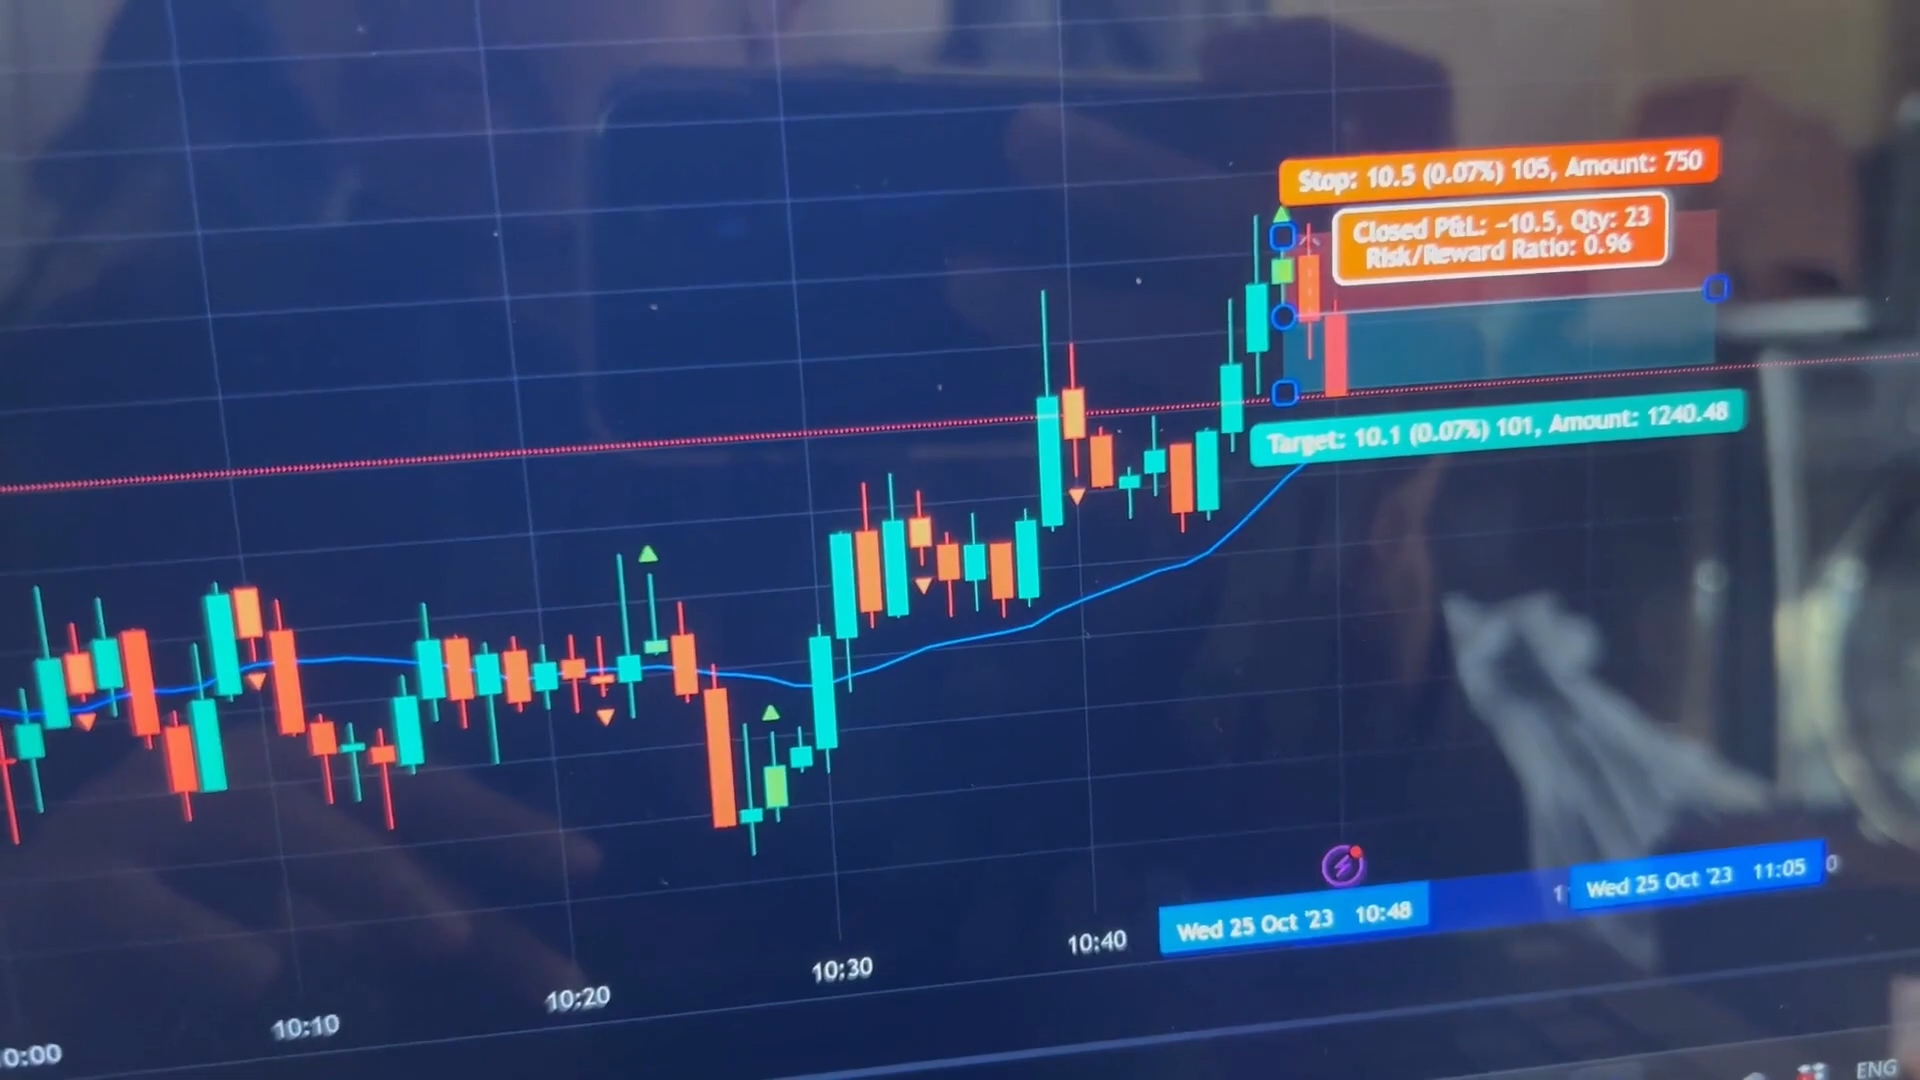 Stop: 10.5 (0.07%) 105, Amount: 750
Closed P&L: -10.5, Qty: 23
Risk/Reward Ratio: 0.96
Target: 10.1 (0.07%) 101, Amount: 1240.48
Wed 25 Oct '23 10:48
Wed 25 Oct '23 11:05
0:00
10:10
10:20
10:30
10:40
ENG